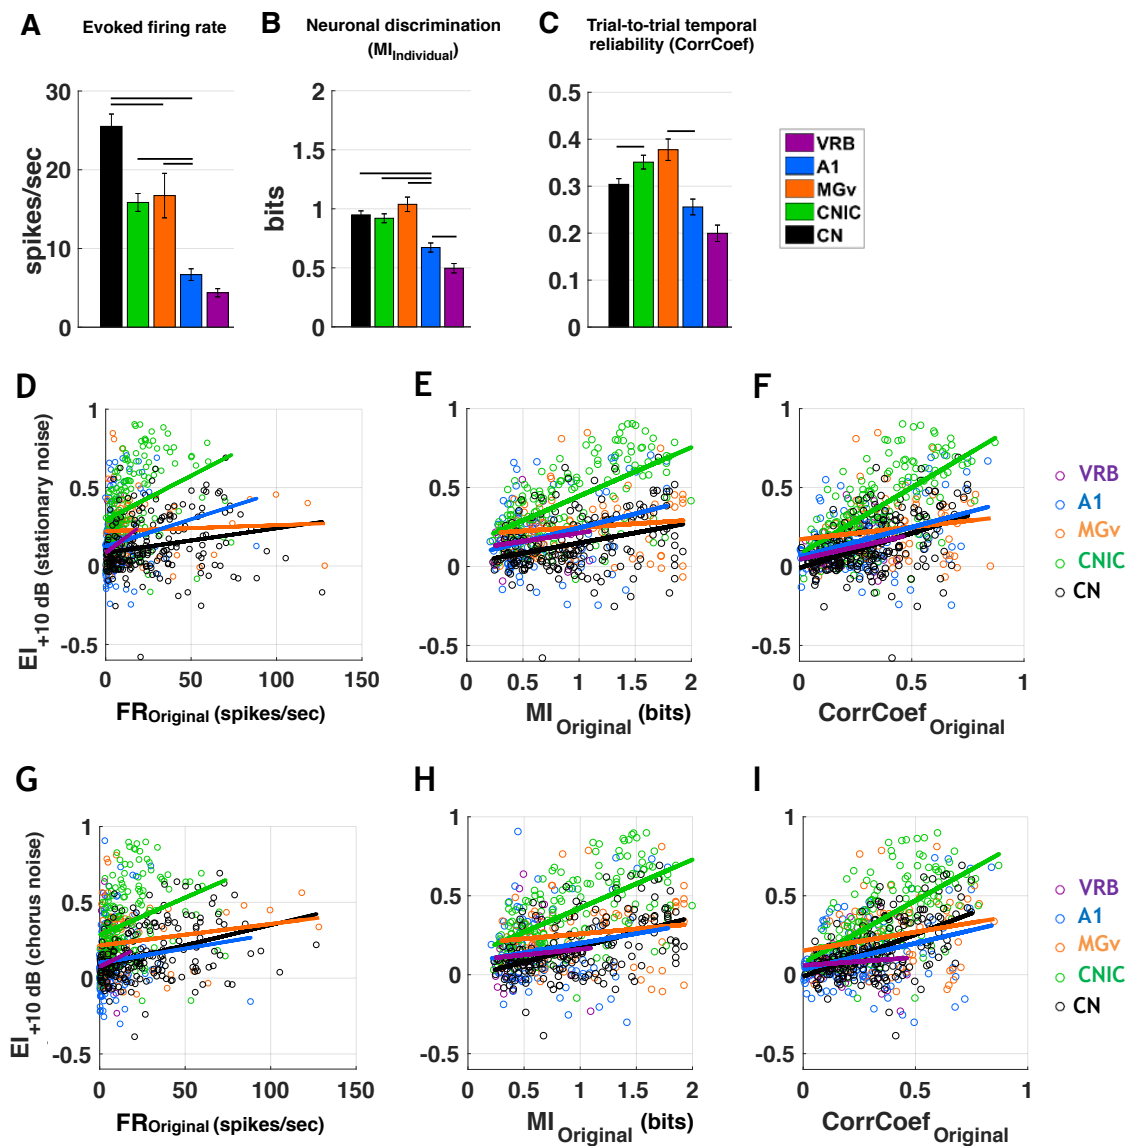 A
Evoked firing rate
B
Neuronal discrimination
(MI Individual)
C
Trial-to-trial temporal
reliability (CorrCoef)
spikes/sec
30
20
10
0
bits
2
1.5
1
0.5
0
0.5
0.4
0.3
0.2
0.1
0
VRB
A1
MGv
CNIC
CN
D
EI +10 dB (stationary noise)
1
0.5
0
-0.5
0
50
100
150
FR Original (spikes/sec)
E
1
0.5
0
-0.5
0
0.5
1
1.5
2
MI Original (bits)
F
1
0.5
0
-0.5
0
0.5
1
CorrCoef Original
VRB
A1
MGv
CNIC
CN
G
EI +10 dB (chorus noise)
1
0.5
0
-0.5
0
50
100
150
FR Original (spikes/sec)
H
1
0.5
0
-0.5
0
0.5
1
1.5
2
MI Original (bits)
I
1
0.5
0
-0.5
0
0.5
1
CorrCoef Original
VRB
A1
MGv
CNIC
CN